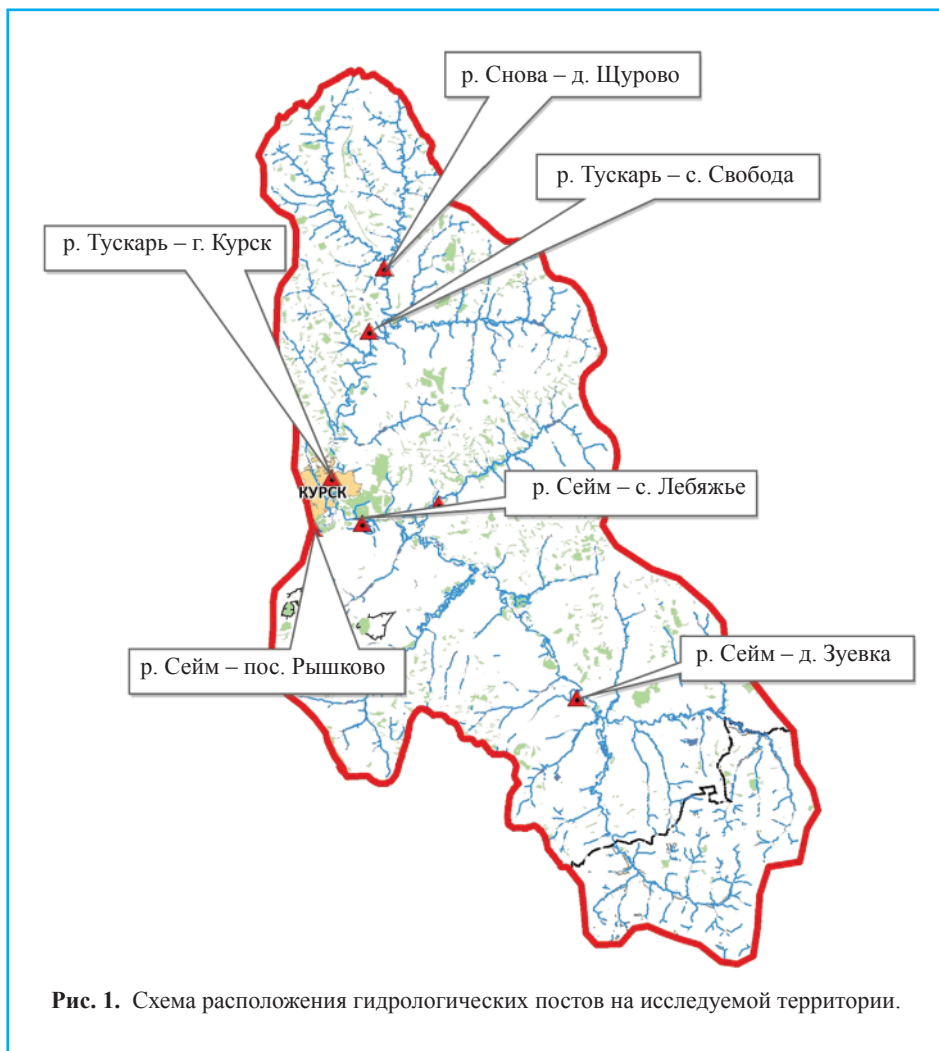 р. Снова – д. Щурово
р. Тускарь – с. Свобода
р. Тускарь – г. Курск
КУРСК
р. Сейм – с. Лебяжье
р. Сейм – пос. Рышково
р. Сейм – д. Зуевка
Рис. 1. Схема расположения гидрологических постов на исследуемой территории.